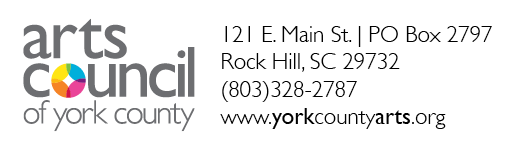 arts
council
of york county
121 E. Main St. | PO Box 2797
Rock Hill, SC 29732
(803)328-2787
www.yorkcountyarts.org